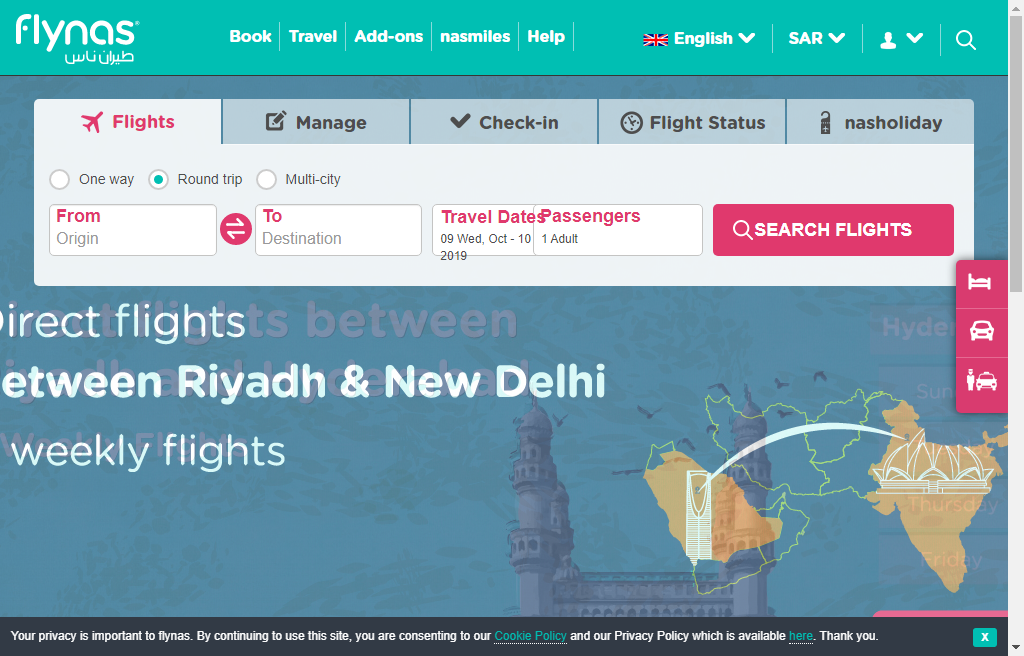 flynas
طيران ناس
Book
Travel
Add-ons
nasmiles
Help
English
SAR
Flights
Manage
Check-in
Flight Status
nasholiday
One way
Round trip
Multi-city
From
Origin
To
Destination
Travel Dates
09 Wed, Oct - 10
2019
Passengers
1 Adult
SEARCH FLIGHTS
irect flights
etween Riyadh & New Delhi
weekly flights
Thursday
Friday
Your privacy is important to flynas. By continuing to use this site, you are consenting to our Cookie Policy and our Privacy Policy which is available here. Thank you.
X